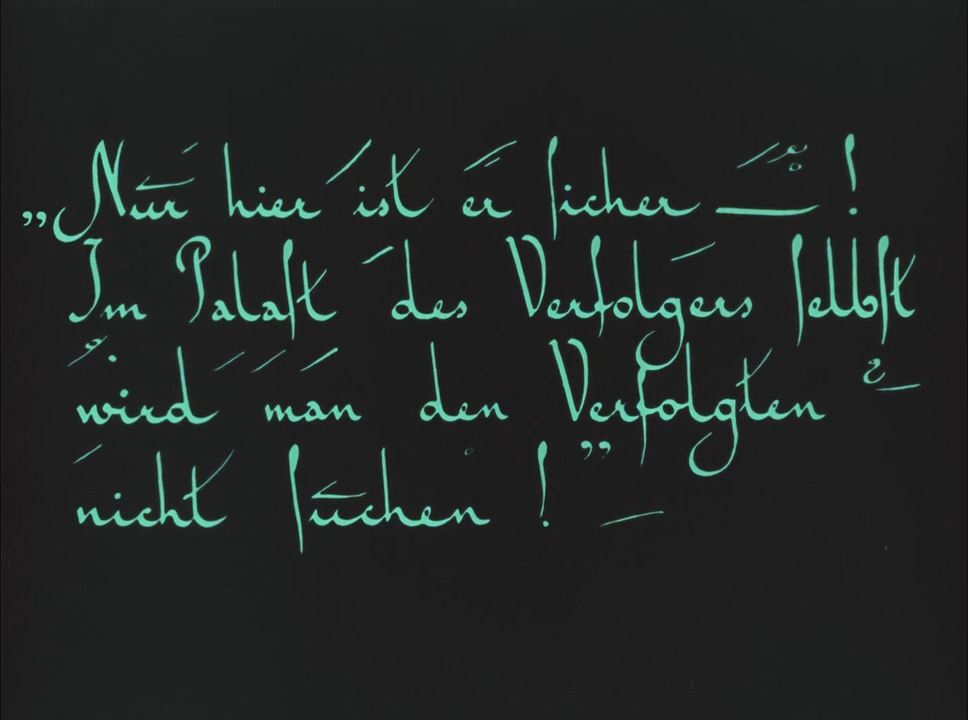 „Nur hier ist er sicher — !
Im Palast des Verfolgers selbst
wird man den Verfolgten
nicht suchen ! ” —